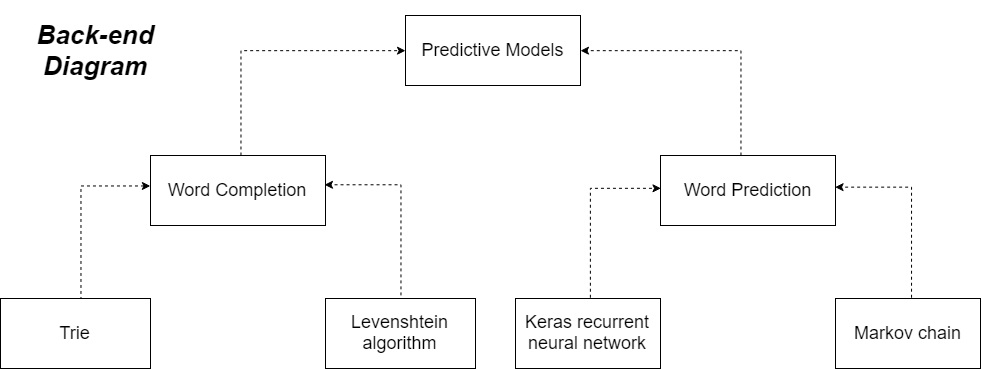 Back-end
Diagram
Predictive Models
Word Completion
Word Prediction
Trie
Levenshtein
algorithm
Keras recurrent
neural network
Markov chain